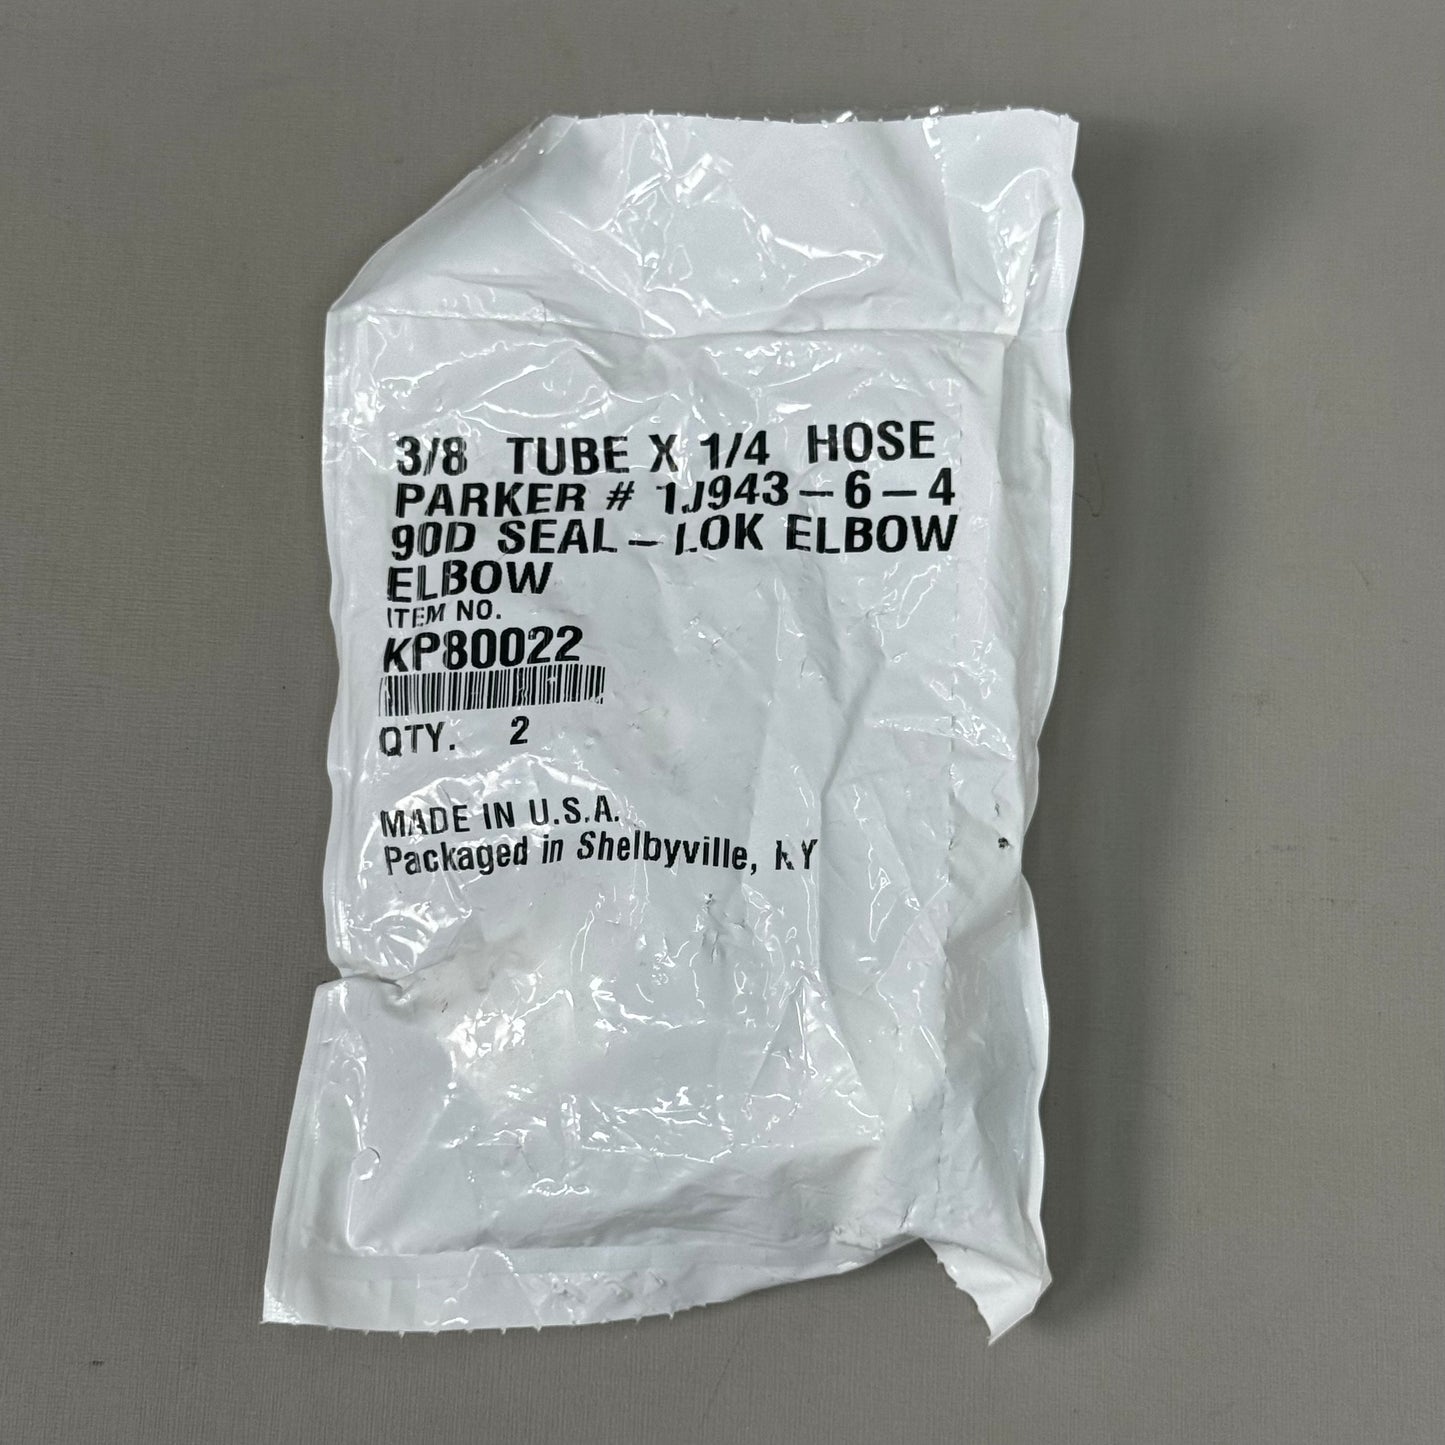 3/8 TUBE X 1/4 HOSE
PARKER # 1J943-6-4
90D SEAL-LOK ELBOW
ELBOW
ITEM NO.
KP80022
QTY. 2
MADE IN U.S.A.
Packaged in Shelbyville, KY